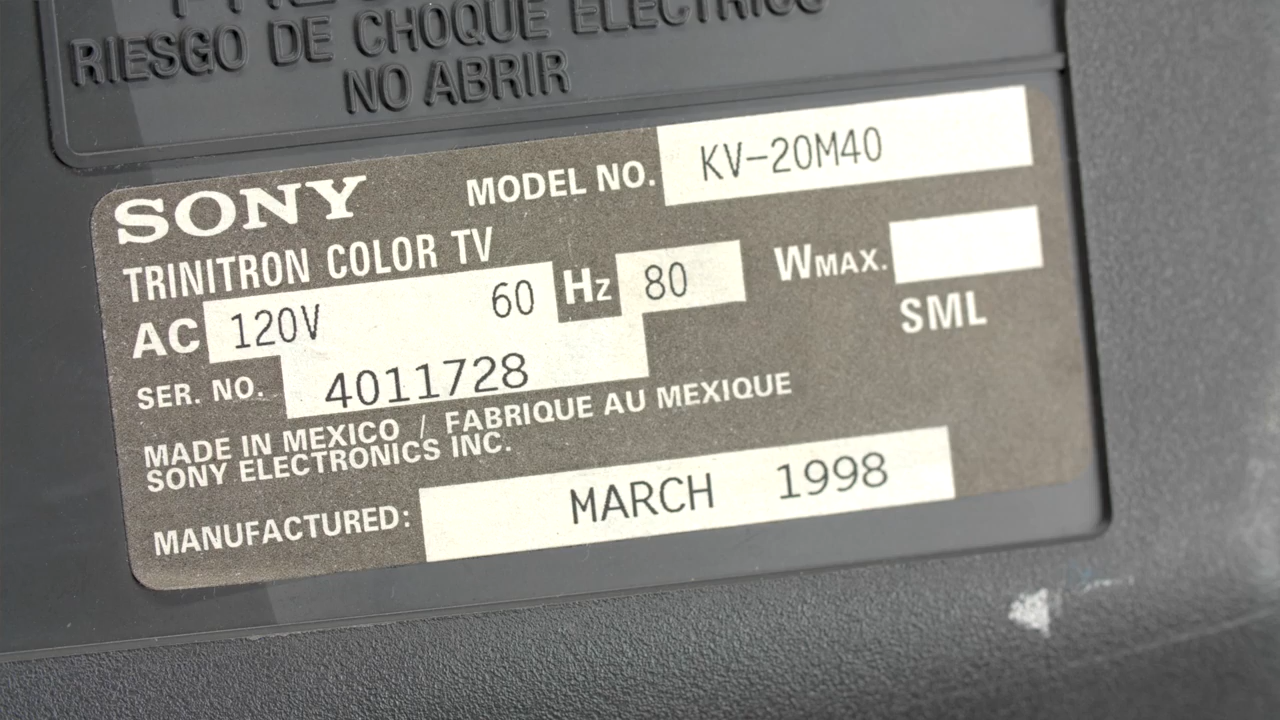 RIESGO DE CHOQUE ELECTRICO
NO ABRIR
SONY MODEL NO. KV-20M40
TRINITRON COLOR TV
AC 120V 60 Hz 80 WMAX.
SML
SER. NO. 4011728
MADE IN MEXICO / FABRIQUE AU MEXIQUE
SONY ELECTRONICS INC.
MANUFACTURED: MARCH 1998